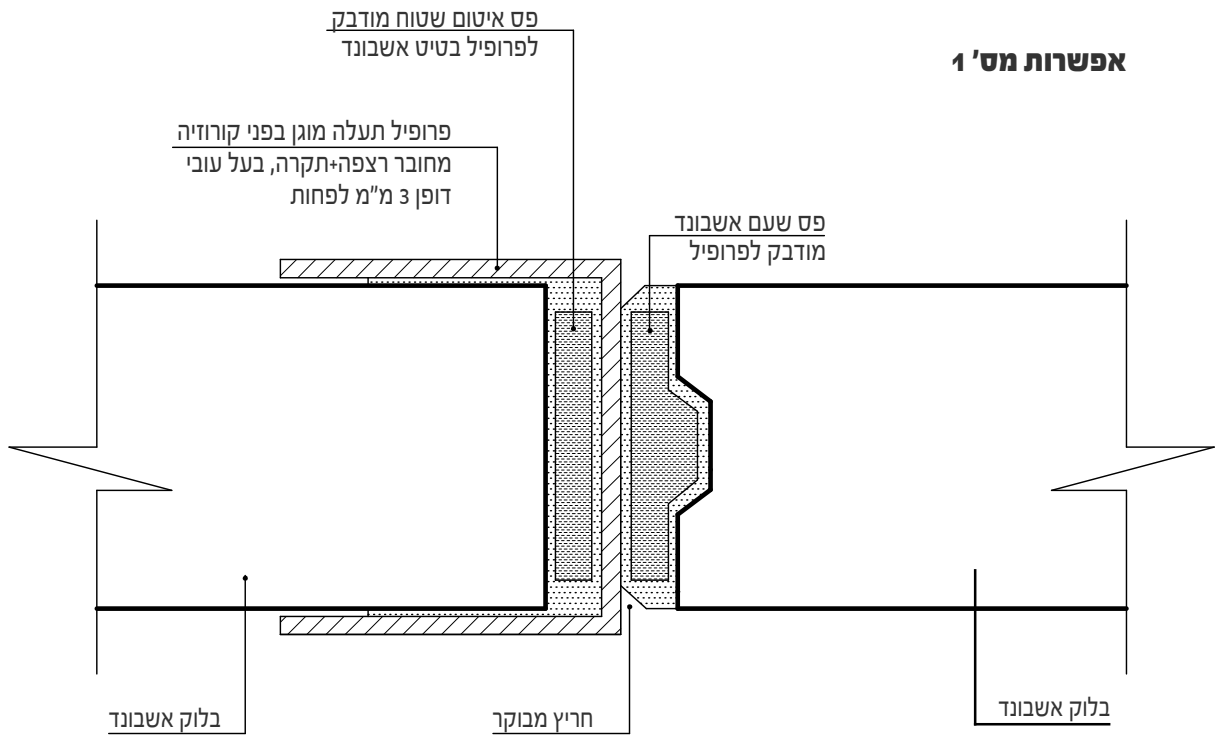 אפשרות מס' 1
פס איטום שטוח מודבק
לפרופיל בטיט אשבונד
פרופיל תעלה מוגן בפני קורוזיה
מחובר רצפה+תקרה, בעל עובי
דופן 3 מ"מ לפחות
פס שעם אשבונד
מודבק לפרופיל
בלוק אשבונד
חריץ מבוקר
בלוק אשבונד